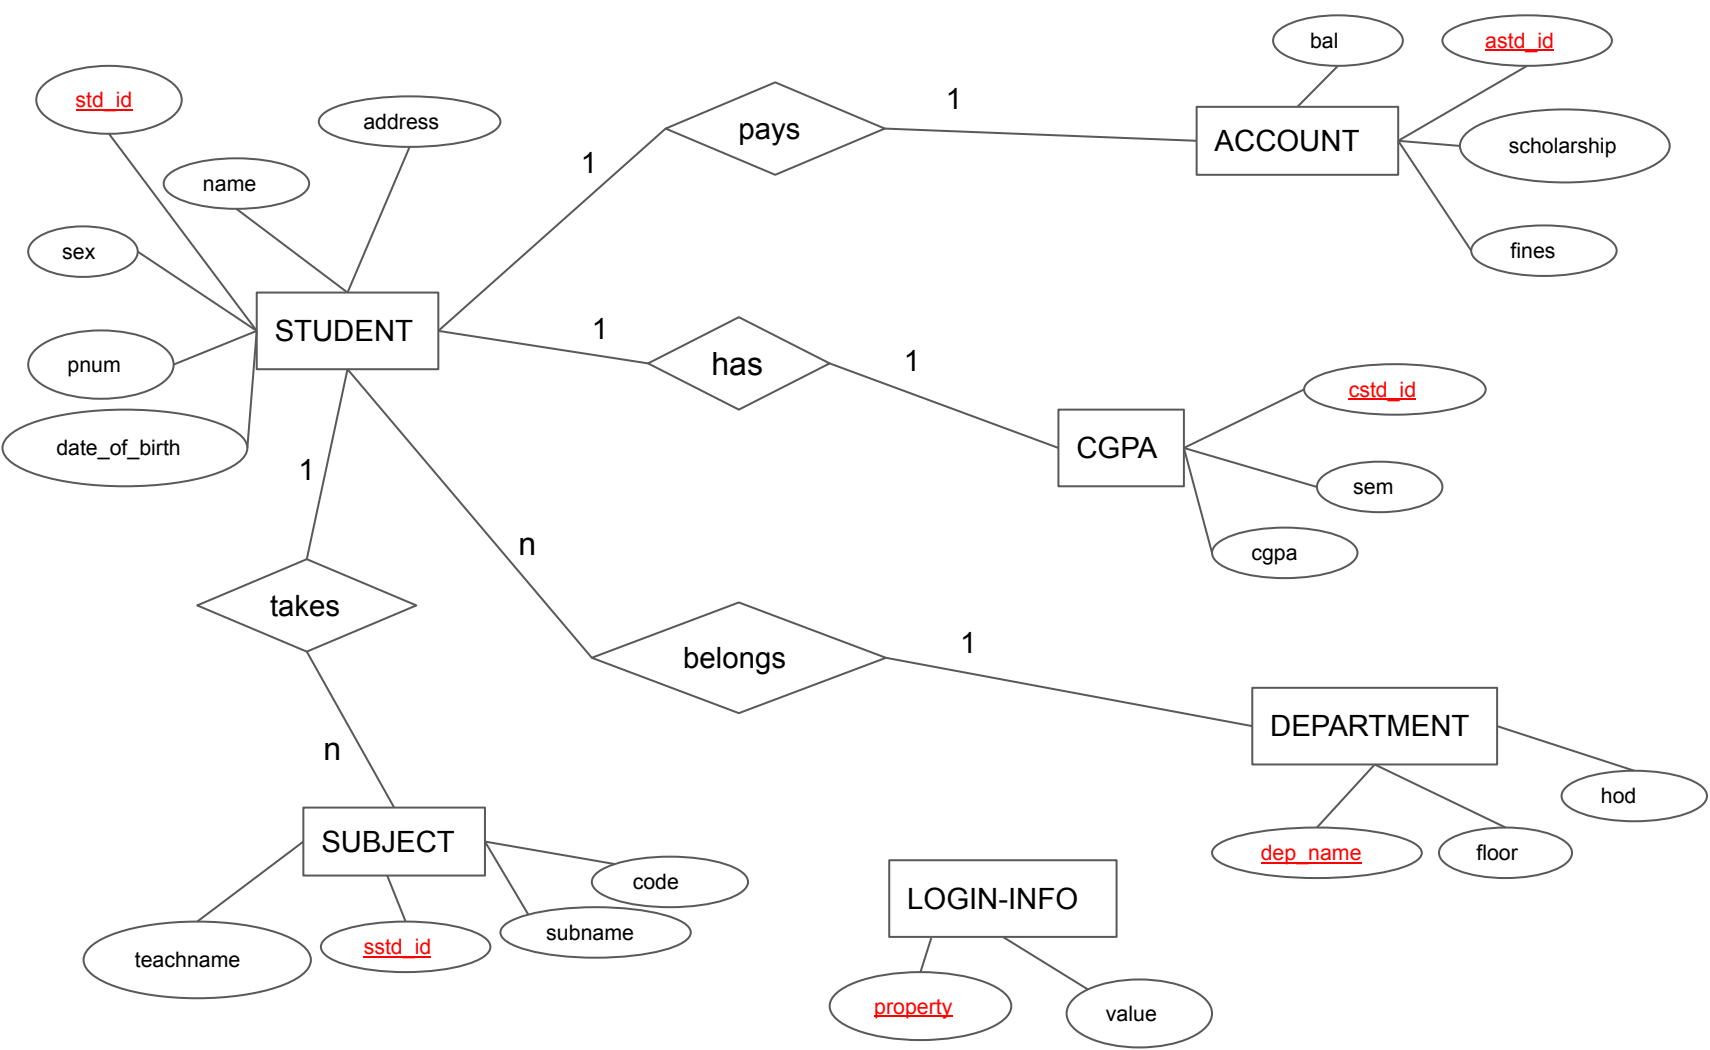 bal
astd_id
std_id
address
1
pays
ACCOUNT
scholarship
1
name
sex
fines
STUDENT
1
has
1
pnum
cstd_id
date_of_birth
CGPA
1
sem
n
cgpa
takes
1
belongs
DEPARTMENT
n
hod
SUBJECT
dep_name
floor
code
LOGIN-INFO
subname
sstd_id
teachname
property
value